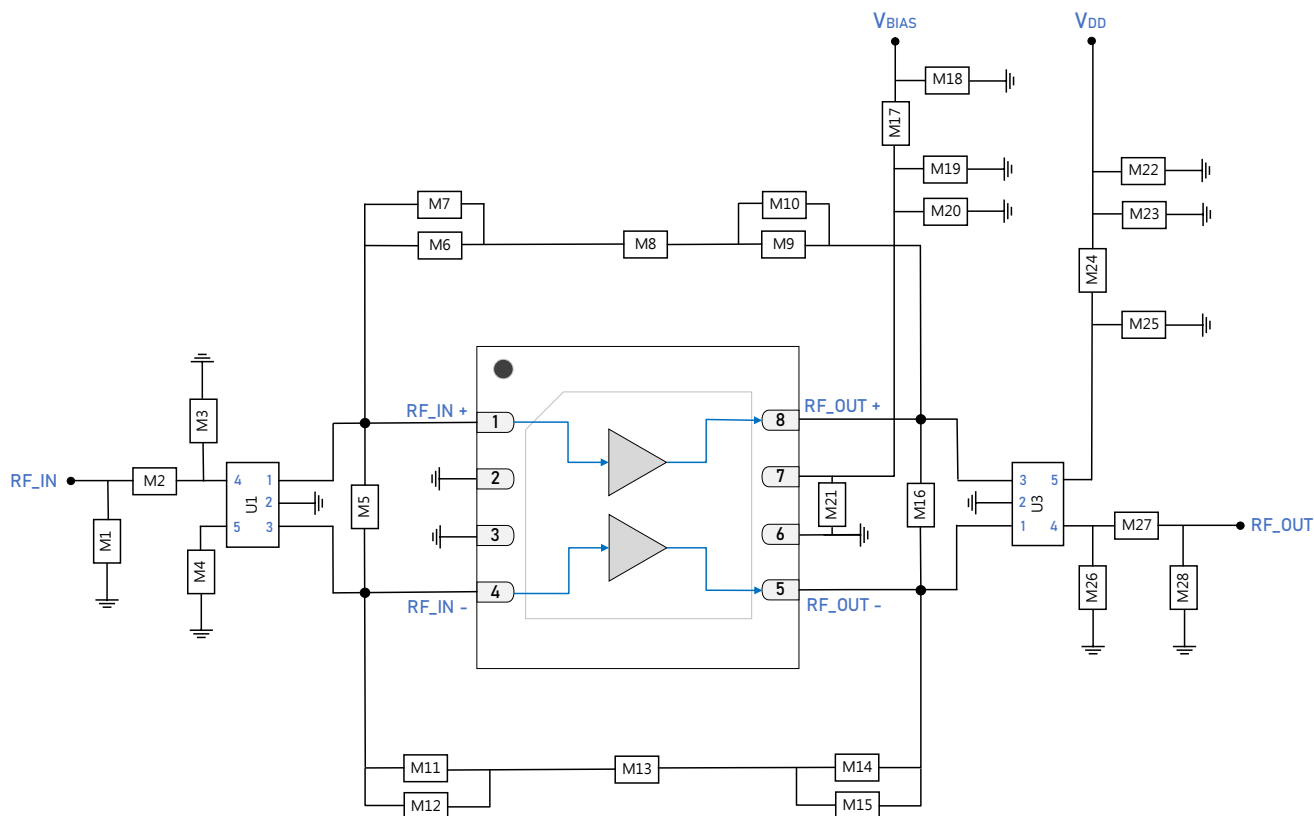 VBIAS
VDD
M18
M17
M19
M22
M7
M10
M20
M23
M6
M8
M9
M24
M25
M3
RF_IN +
1
8
RF_OUT +
RF_IN
M2
4
1
U1
2
5
3
M5
2
7
M21
M16
3
5
2
U3
1
4
M27
RF_OUT
M1
M4
3
6
M26
M28
RF_IN -
4
5
RF_OUT -
M11
M13
M14
M12
M15